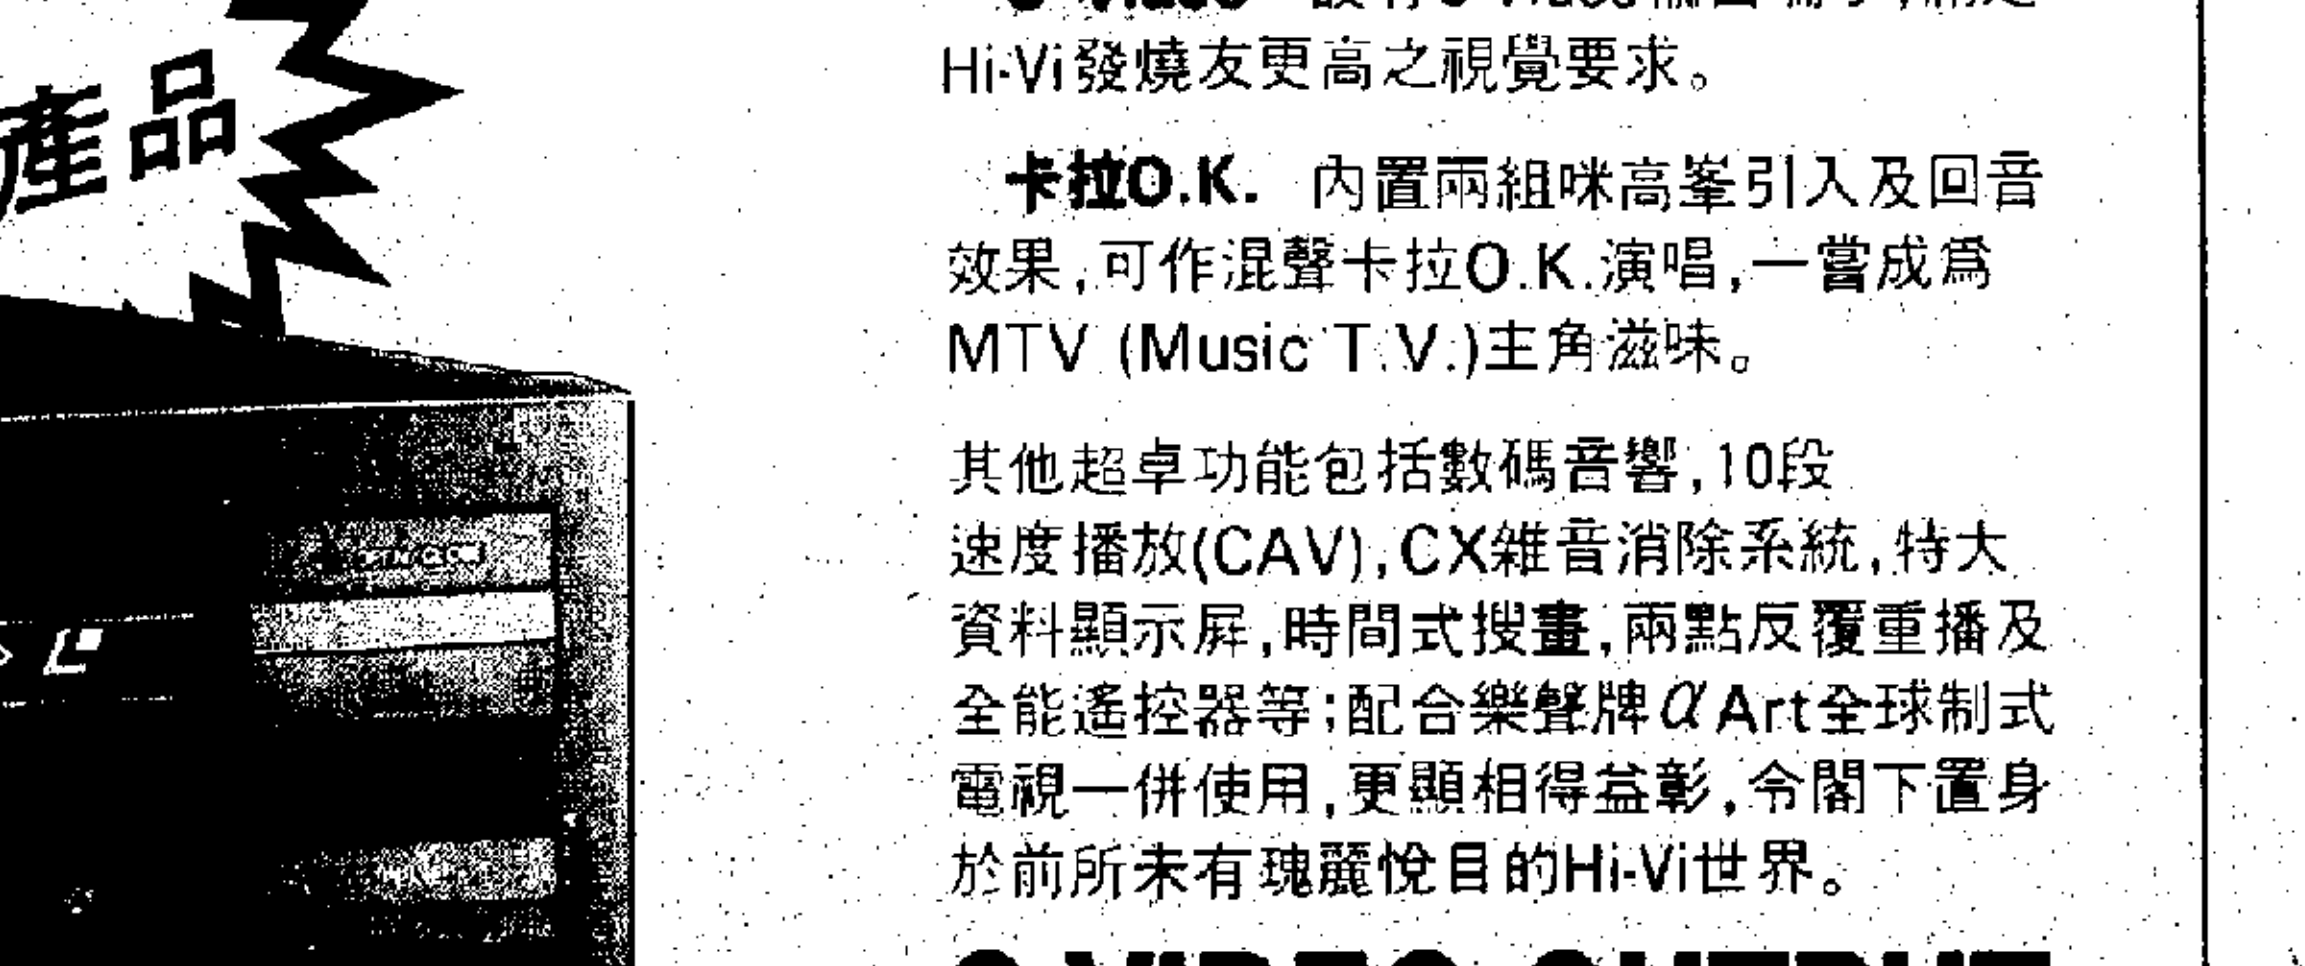 產品
S-Video
Hi-Vi發燒友更高之視覺要求。
卡拉O.K. 內置兩組咪高峯引入及回音
效果,可作混聲卡拉O.K.演唱,一嘗成爲
MTV (Music T.V.)主角滋味。
其他超卓功能包括數碼音響,10段
速度播放(CAV),CX雜音消除系統,特大
資料顯示屏,時間式搜畫,兩點反覆重播及
全能遙控器等;配合樂聲牌αArt全球制式
電視一併使用,更顯相得益彰,令閣下置身
於前所未有瑰麗悅目的Hi-Vi世界。